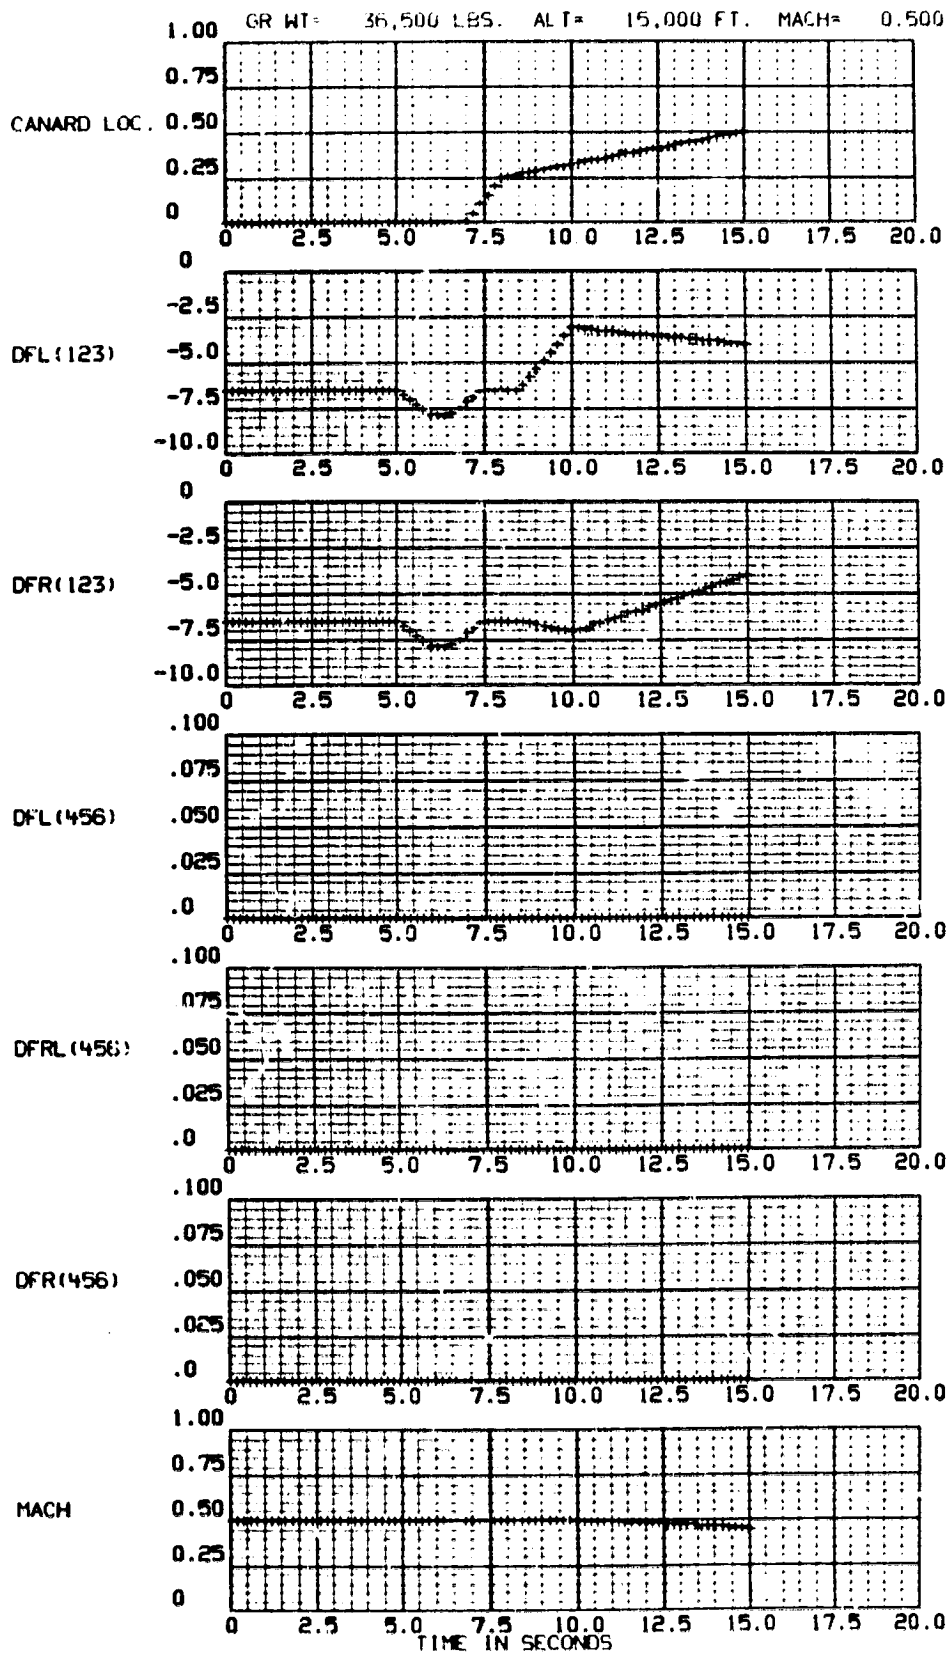 GR WT= 36,500 LBS. ALT= 15,000 FT. MACH= 0.500
1.00
0.75
CANARD LOC. 0.50
0.25
0
0 2.5 5.0 7.5 10.0 12.5 15.0 17.5 20.0
0
-2.5
DFL(123) -5.0
-7.5
-10.0
0 2.5 5.0 7.5 10.0 12.5 15.0 17.5 20.0
0
-2.5
DFR(123) -5.0
-7.5
-10.0
0 2.5 5.0 7.5 10.0 12.5 15.0 17.5 20.0
.100
.075
DFL(456) .050
.025
.0
0 2.5 5.0 7.5 10.0 12.5 15.0 17.5 20.0
.100
075
DFRL(456) .050
.025
.0
0 2.5 5.0 7.5 10.0 12.5 15.0 17.5 20.0
.100
.075
DFR(456) .050
.025
.0
0 2.5 5.0 7.5 10.0 12.5 15.0 17.5 20.0
1.00
0.75
MACH 0.50
0.25
0
0 2.5 5.0 7.5 10.0 12.5 15.0 17.5 20.0
TIME IN SECONDS